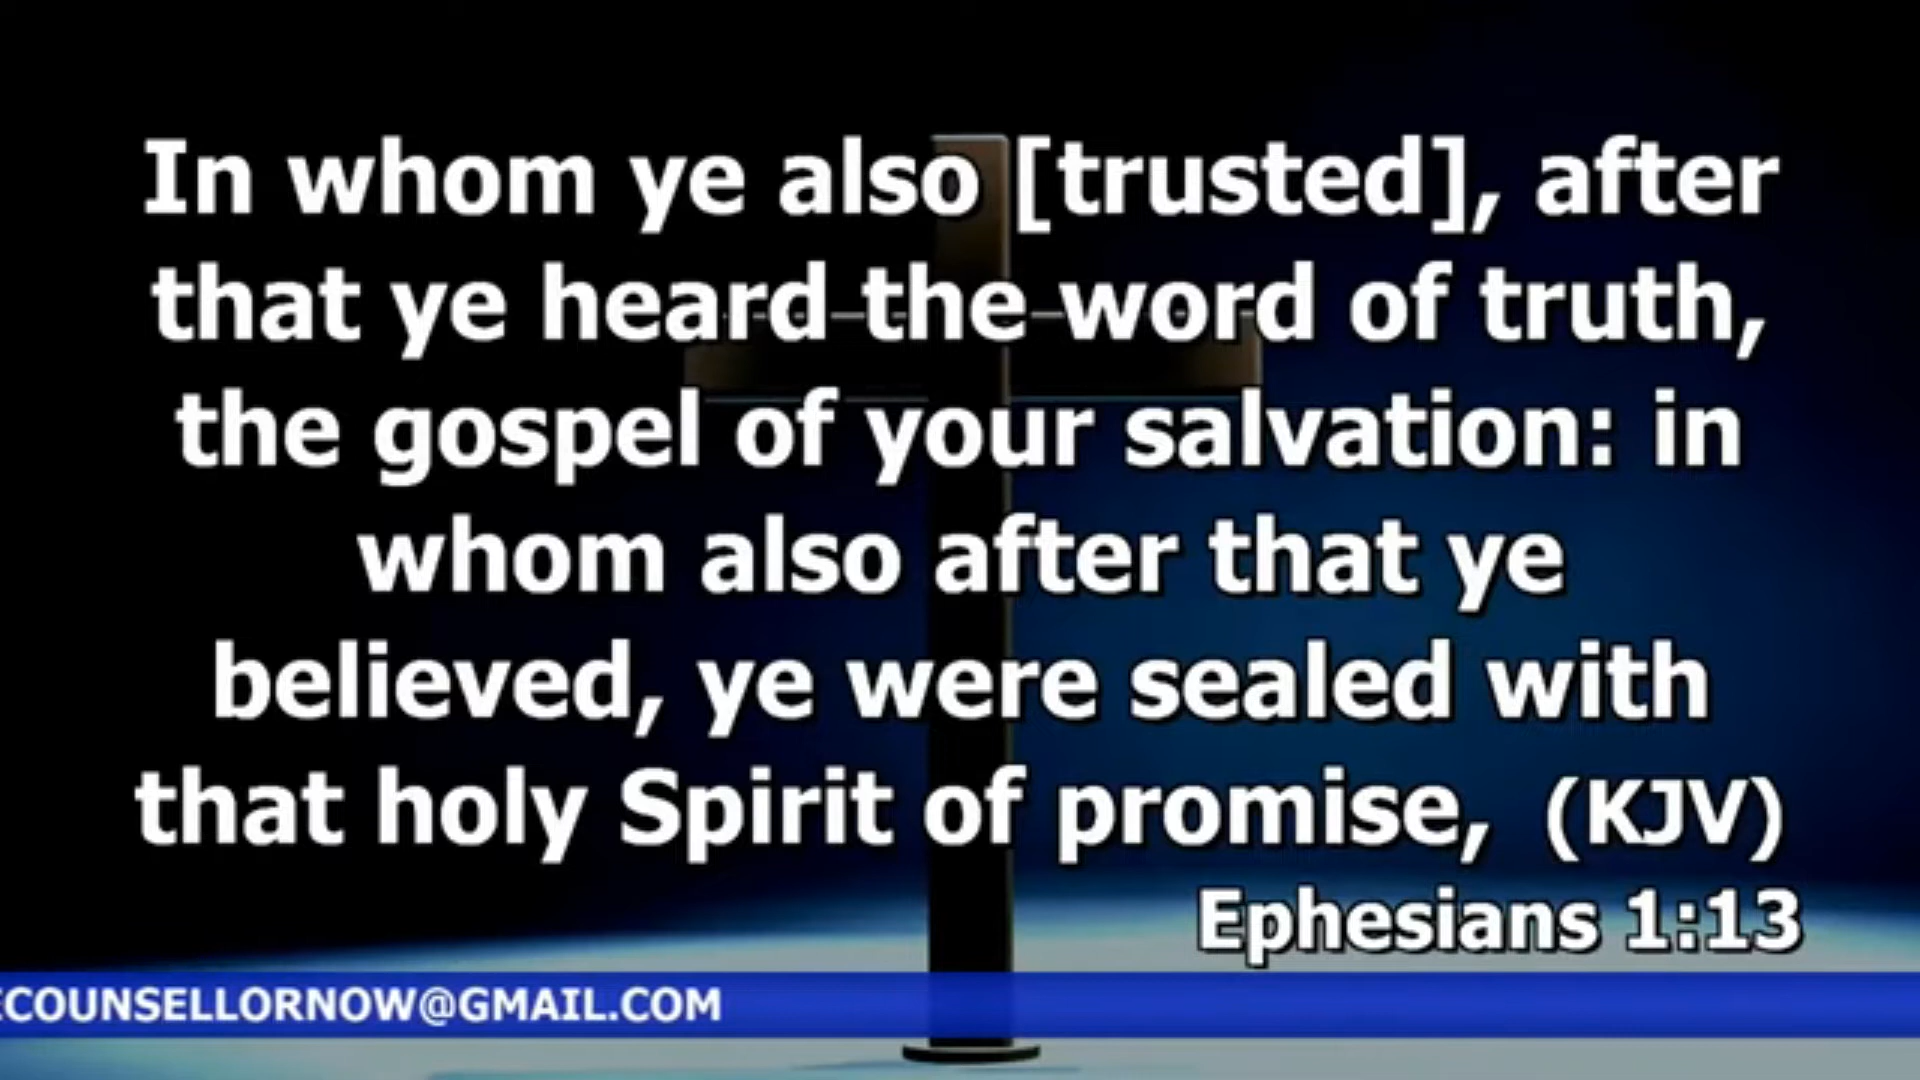 In whom ye also [trusted], after
that ye heard the word of truth,
the gospel of your salvation: in
whom also after that ye
believed, ye were sealed with
that holy Spirit of promise, (KJV)
Ephesians 1:13
COUNSELLORNOW@GMAIL.COM